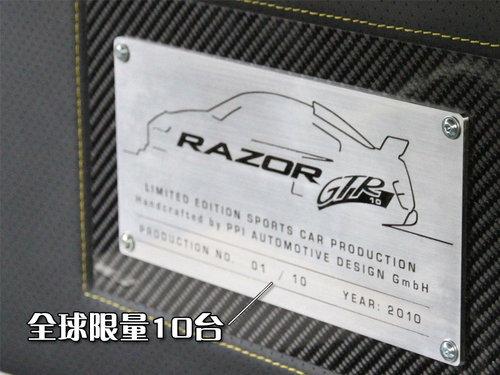 RAZOR
GTR
10
LIMITED EDITION SPORTS CAR PRODUCTION
Handcrafted by PPI AUTOMOTIVE DESIGN GmbH
PRODUCTION NO. 01 / 10 YEAR: 2010
全球限量10台